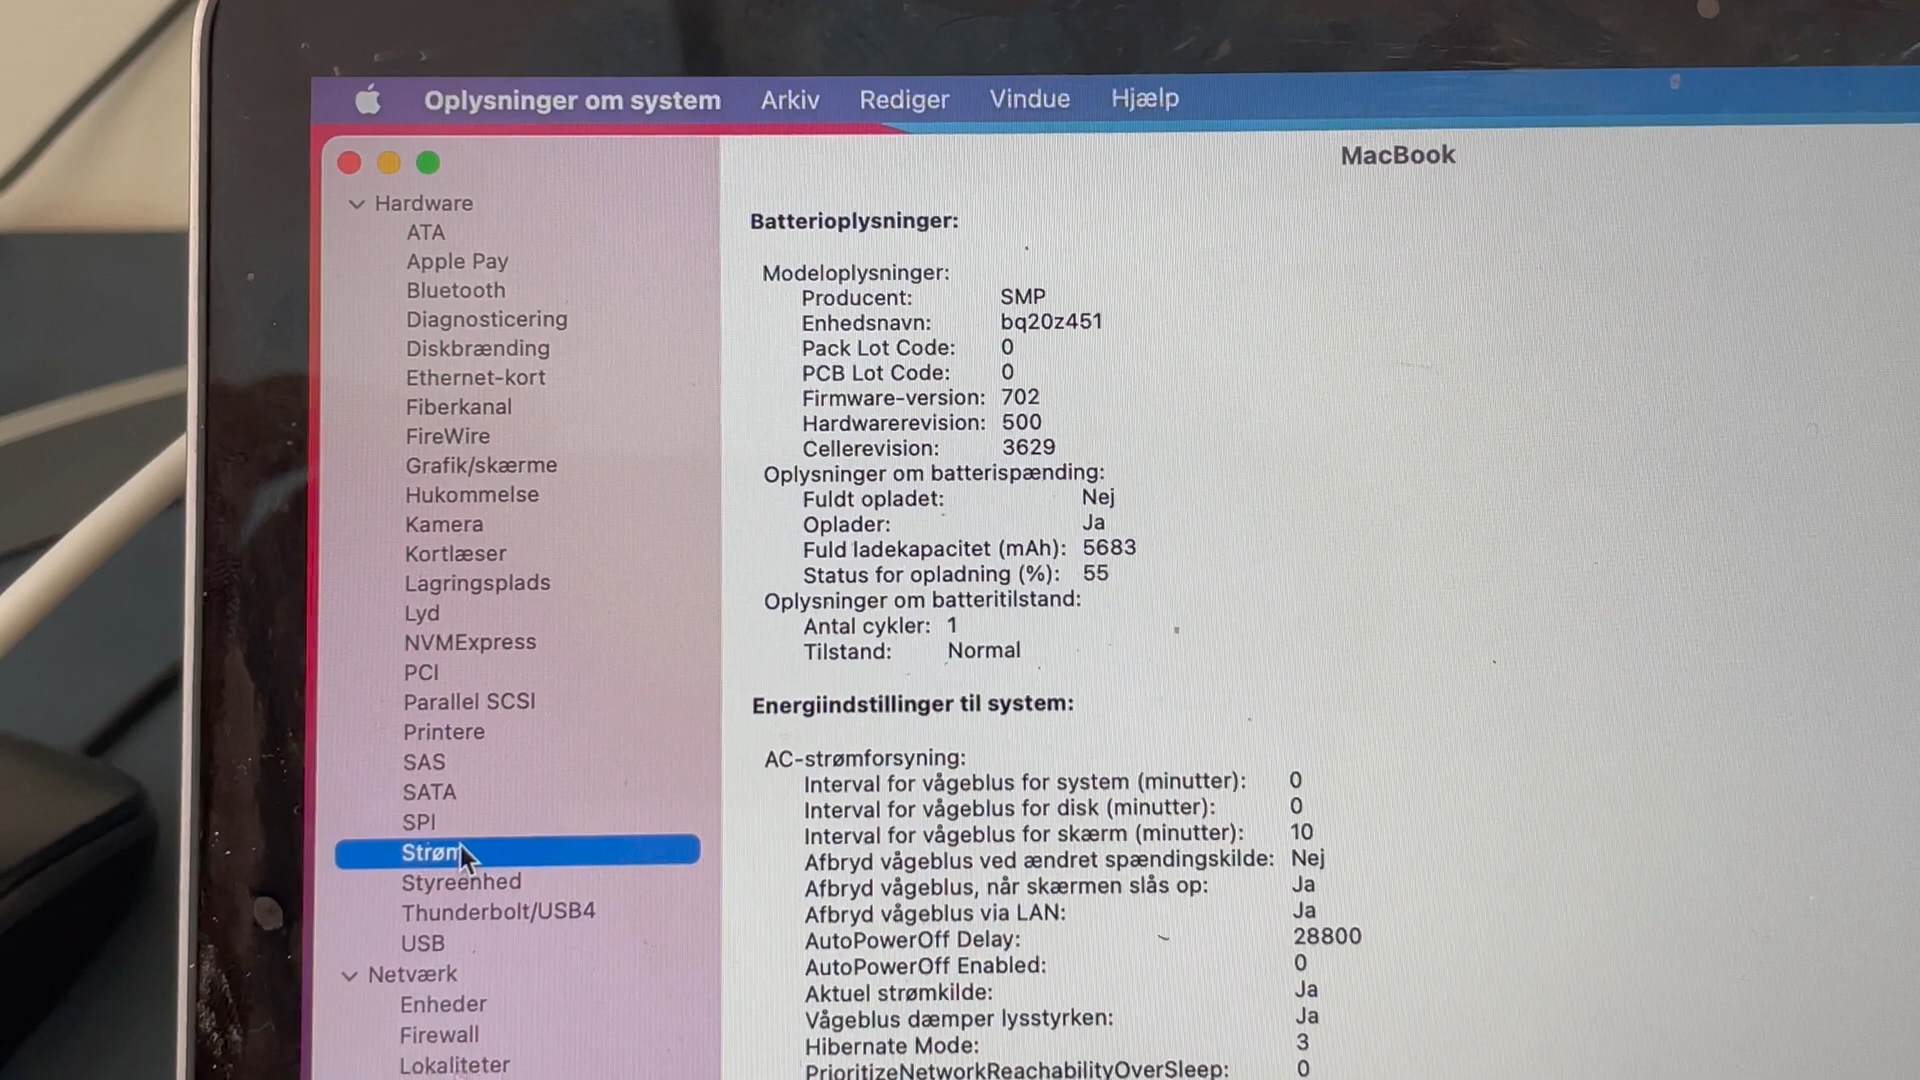 Oplysninger om system Arkiv Rediger Vindue Hjælp
MacBook
Hardware
ATA
Apple Pay
Bluetooth
Diagnosticering
Diskbrænding
Ethernet-kort
Fiberkanal
FireWire
Grafik/skærme
Hukommelse
Kamera
Kortlæser
Lagringsplads
Lyd
NVMExpress
PCI
Parallel SCSI
Printere
SAS
SATA
SPI
Strøm
Styreenhed
Thunderbolt/USB4
USB
Netværk
Enheder
Firewall
Lokaliteter
Batterioplysninger:
Modeloplysninger:
Producent: SMP
Enhedsnavn: bq20z451
Pack Lot Code: 0
PCB Lot Code: 0
Firmware-version: 702
Hardwarerevision: 500
Cellerevision: 3629
Oplysninger om batterispænding:
Fuldt opladet: Nej
Oplader: Ja
Fuld ladekapacitet (mAh): 5683
Status for opladning (%): 55
Oplysninger om batteritilstand:
Antal cykler: 1
Tilstand: Normal
Energiindstillinger til system:
AC-strømforsyning:
Interval for vågeblus for system (minutter): 0
Interval for vågeblus for disk (minutter): 0
Interval for vågeblus for skærm (minutter): 10
Afbryd vågeblus ved ændret spændingskilde: Nej
Afbryd vågeblus, når skærmen slås op: Ja
Afbryd vågeblus via LAN: Ja
AutoPowerOff Delay: 28800
AutoPowerOff Enabled: 0
Aktuel strømkilde: Ja
Vågeblus dæmper lysstyrken: Ja
Hibernate Mode: 3
PrioritizeNetworkReachabilityOverSleep: 0